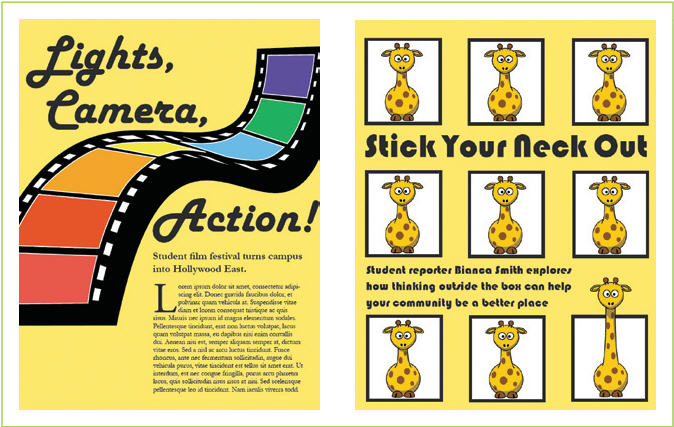 Lights,
Camera,
Action!
Student film festival turns campus
into Hollywood East.
Lorem ipsum dolor sit amet, consectetur adipi-
scing elit. Donec gravida faucibus dolor, et
pulvinar quam vehicula at. Suspendisse vitae
diam et lorem consequat tristique ac quis
risus. Mauris nec ipsum id magna elementum sodales.
Pellentesque tincidunt, erat non luctus volutpat, lacus
quam volutpat massa, eu dapibus nisi enim convallis
dui. Aenean nisi est, semper aliquam semper at, dictum
vitae eros. Sed a nisl ac arcu luctus tincidunt. Fusce
rhoncus, ante nec fermentum sollicitudin, augue dui
vehicula purus, vitae tincidunt est tellus sit amet erat. Ut
interdum, est nec congue fringilla, purus arcu pharetra
lacus, quis sollicitudin risus risus at nisi. Sed scelerisque
pellentesque leo id tincidunt. Nam iaculis viverra todd.
Stick Your Neck Out
Student reporter Bianca Smith explores
how thinking outside the box can help
your community be a better place